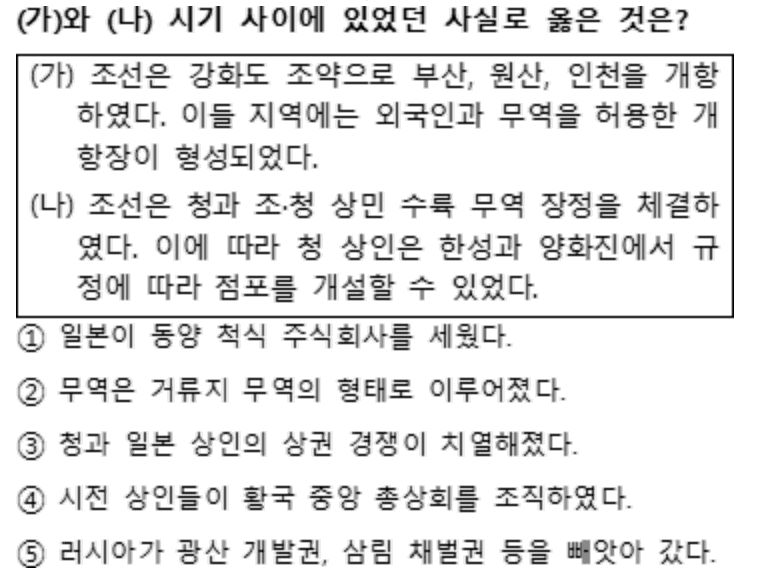 (가)와 (나) 시기 사이에 있었던 사실로 옳은 것은?
(가) 조선은 강화도 조약으로 부산, 원산, 인천을 개항
하였다. 이들 지역에는 외국인과 무역을 허용한 개
항장이 형성되었다.
(나) 조선은 청과 조·청 상민 수륙 무역 장정을 체결하
였다. 이에 따라 청 상인은 한성과 양화진에서 규
정에 따라 점포를 개설할 수 있었다.
① 일본이 동양 척식 주식회사를 세웠다.
② 무역은 거류지 무역의 형태로 이루어졌다.
③ 청과 일본 상인의 상권 경쟁이 치열해졌다.
④ 시전 상인들이 황국 중앙 총상회를 조직하였다.
⑤ 러시아가 광산 개발권, 삼림 채벌권 등을 빼앗아 갔다.